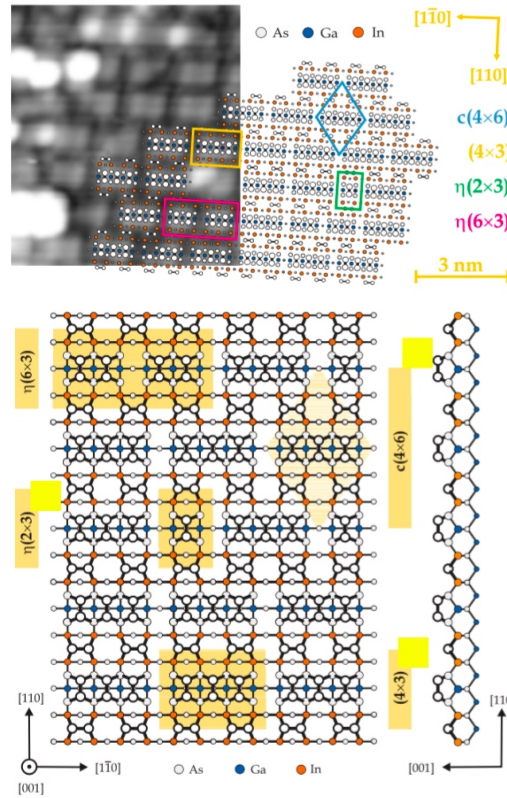 As Ga In
[11̄0]
[110]
c(4×6)
(4×3)
η(2×3)
η(6×3)
3 nm
η(6×3)
c(4×6)
η(2×3)
(4×3)
[110]
[001]
[11̄0]
As Ga In
[001]